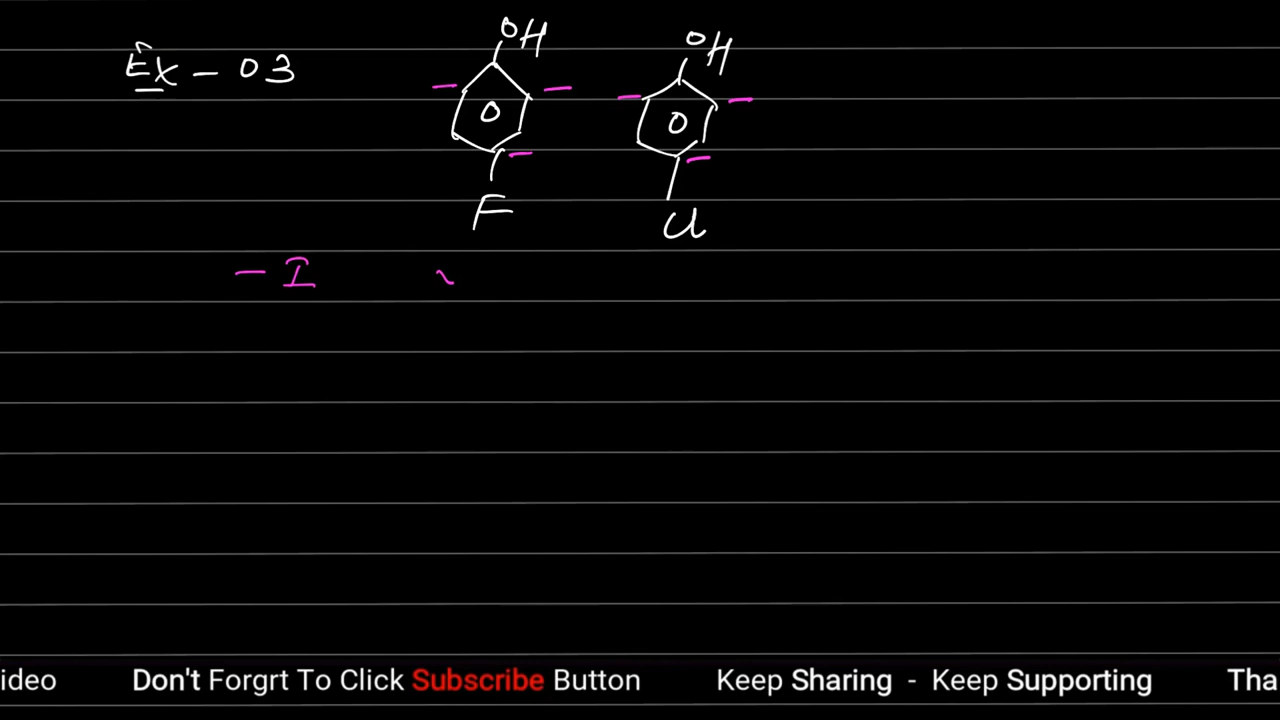 OH OH
Ex - 03
F Cl
- I
ideo Don't Forgrt To Click Subscribe Button Keep Sharing - Keep Supporting Tha